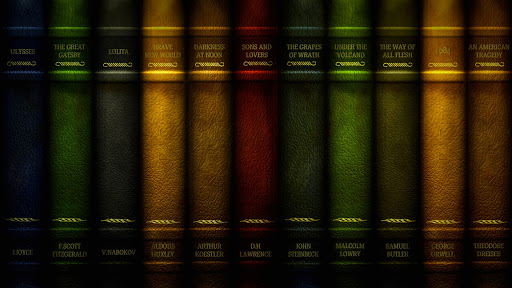 ULYSSES
THE GREAT
GATSBY
LOLITA
BRAVE
NEW WORLD
DARKNESS
AT NOON
SONS AND
LOVERS
THE GRAPES
OF WRATH
UNDER THE
VOLCANO
THE WAY OF
ALL FLESH
1984
AN AMERICAN
TRAGEDY
J.JOYCE
F.SCOTT
FITZGERALD
V.NABOKOV
ALDOUS
HUXLEY
ARTHUR
KOESTLER
D.H
LAWRENCE
JOHN
STEINBECK
MALCOLM
LOWRY
SAMUEL
BUTLER
GEORGE
ORWELL
THEODORE
DREISER